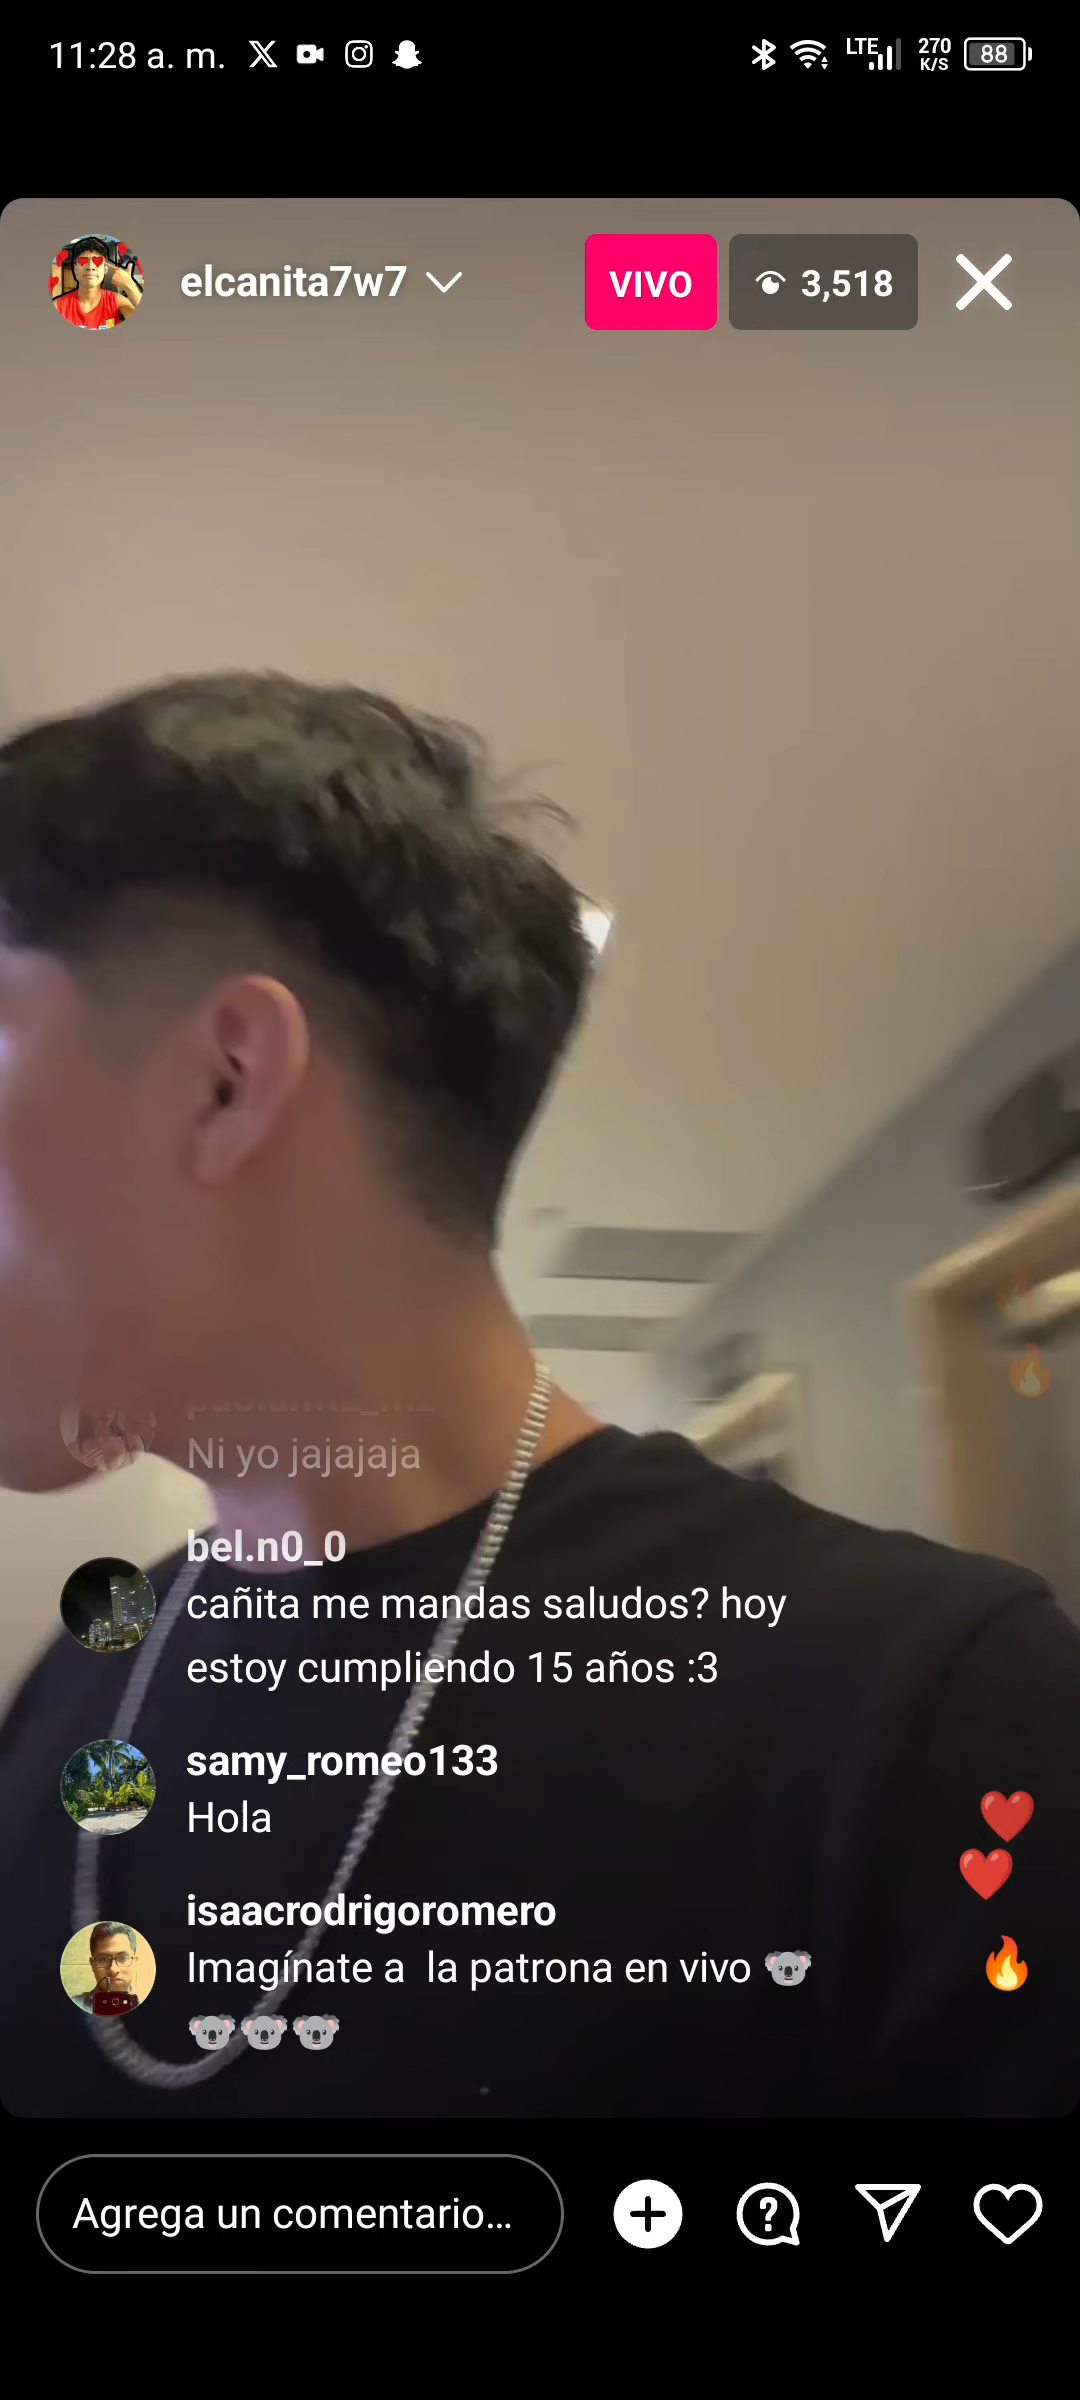 11:28 a. m.
LTE
270
K/S
88
elcanita7w7
VIVO
3,518
Ni yo jajajaja
bel.n0_0
cañita me mandas saludos? hoy
estoy cumpliendo 15 años :3
samy_romeo133
Hola
isaacrodrigoromero
Imagínate a  la patrona en vivo 🐨
🐨🐨🐨
Agrega un comentario...